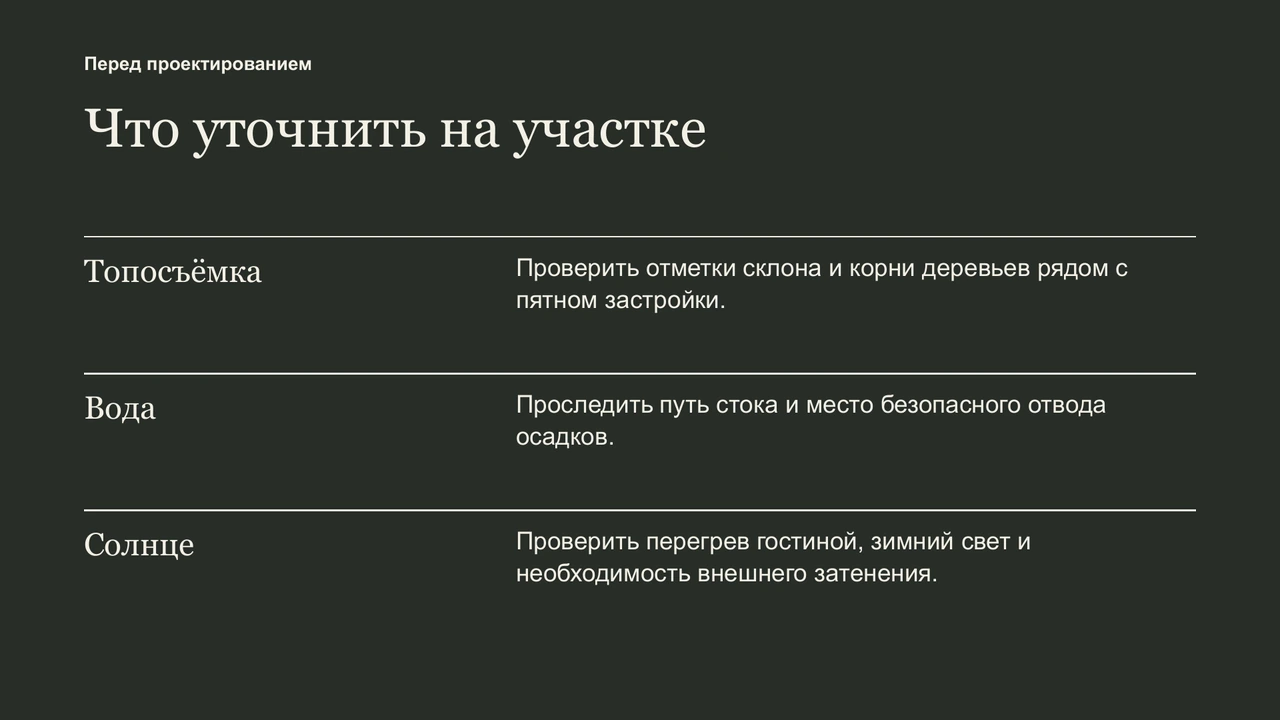 Перед проектированием
Что уточнить на участке
Топосъёмка
Проверить отметки склона и корни деревьев рядом с
пятном застройки.
Вода
Проследить путь стока и место безопасного отвода
осадков.
Солнце
Проверить перегрев гостиной, зимний свет и
необходимость внешнего затенения.